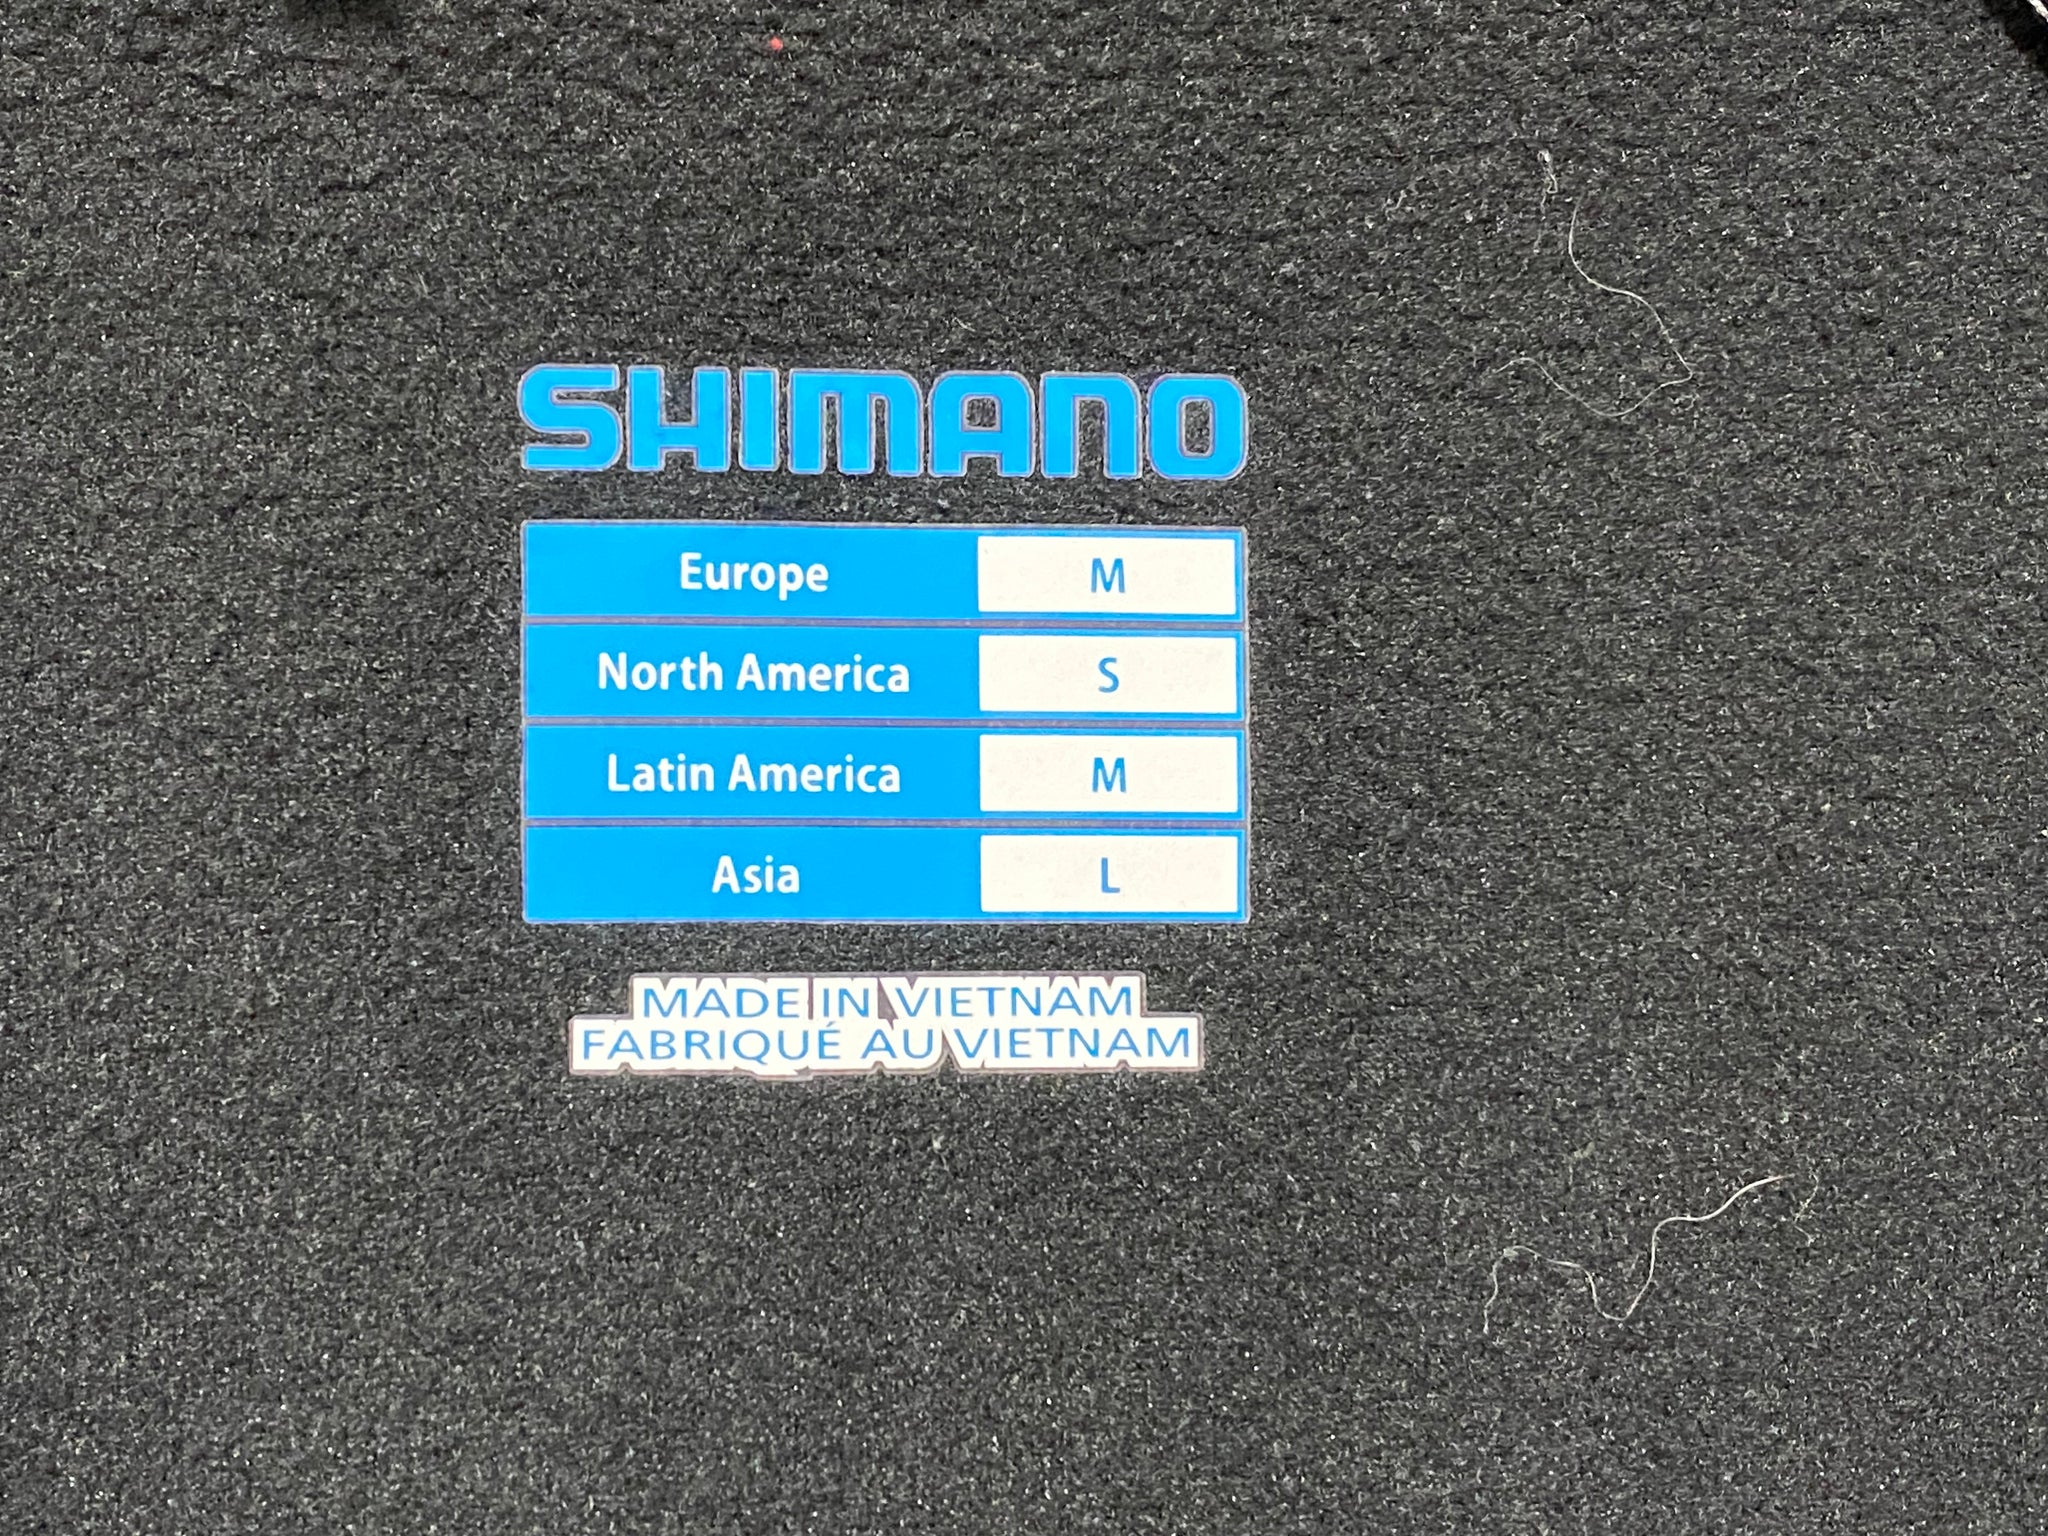 SHIMANO
Europe M
North America S
Latin America M
Asia L
MADE IN VIETNAM
FABRIQUÉ AU VIETNAM